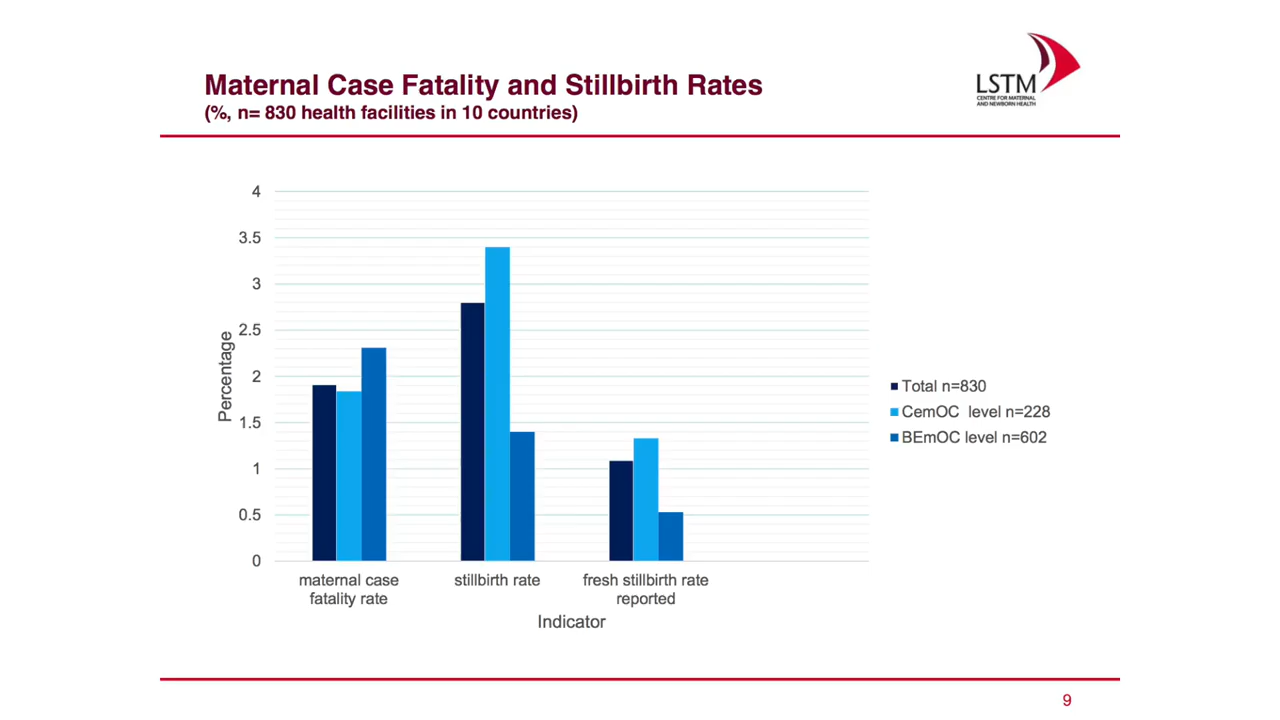 Maternal Case Fatality and Stillbirth Rates
(%, n= 830 health facilities in 10 countries)
LSTM
CENTRE FOR MATERNAL
AND NEWBORN HEALTH
4
3.5
3
2.5
2
1.5
1
0.5
0
Percentage
maternal case
fatality rate
stillbirth rate
fresh stillbirth rate
reported
Indicator
Total n=830
CemOC level n=228
BEmOC level n=602
9